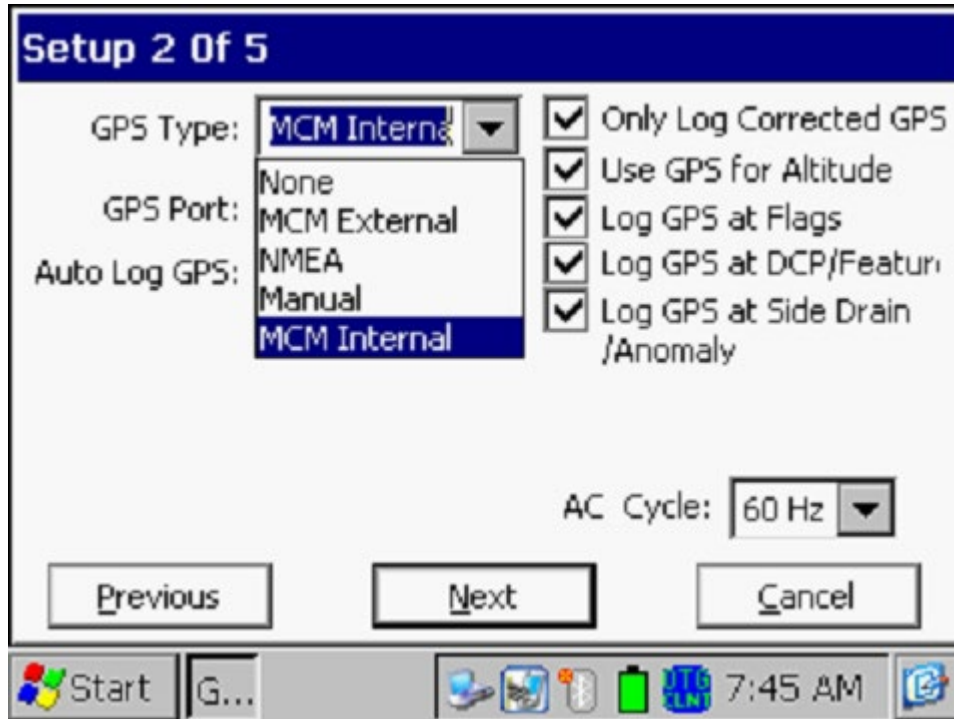 Setup 2 Of 5
GPS Type:
MCM Interna
None
MCM External
NMEA
Manual
MCM Internal
GPS Port:
Auto Log GPS:
Only Log Corrected GPS
Use GPS for Altitude
Log GPS at Flags
Log GPS at DCP/Featur
Log GPS at Side Drain
/Anomaly
AC Cycle:
60 Hz
Previous
Next
Cancel
Start
G...
DTG
CLNT
7:45 AM